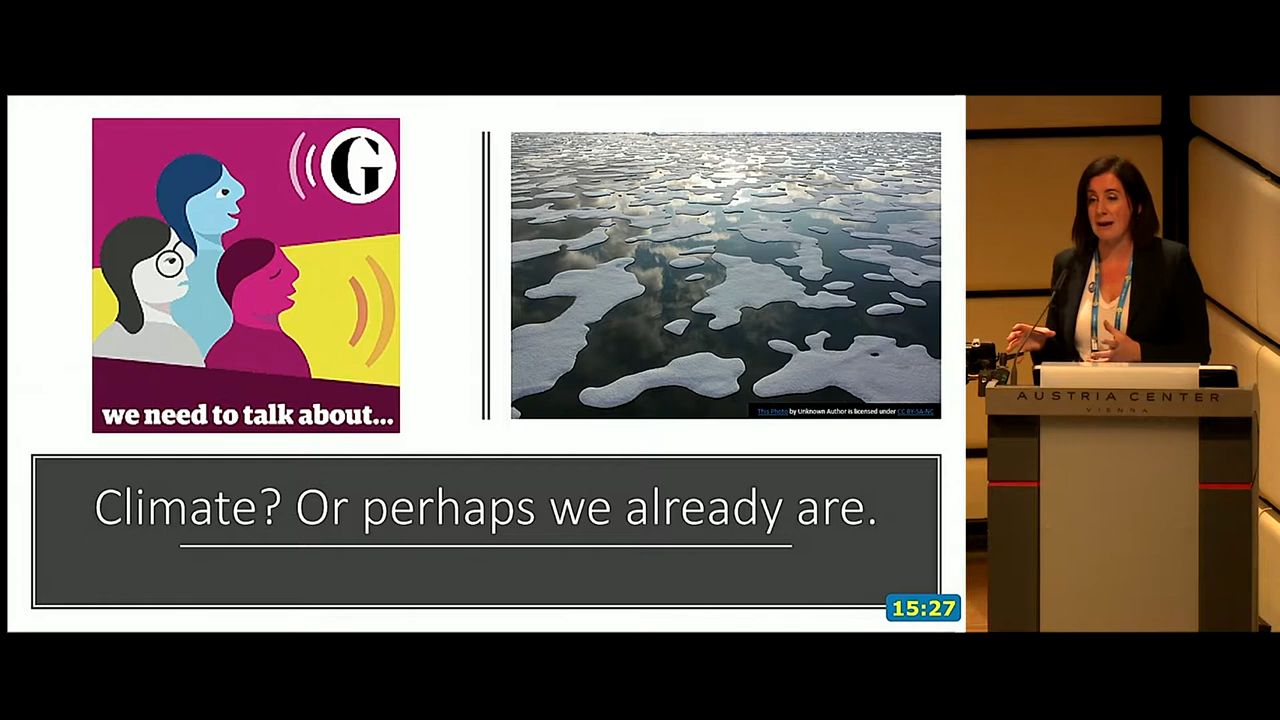 G
we need to talk about...
This Photo by Unknown Author is licensed under CC BY-SA-NC
Climate? Or perhaps we already are.
15:27
AUSTRIA CENTER
VIENNA